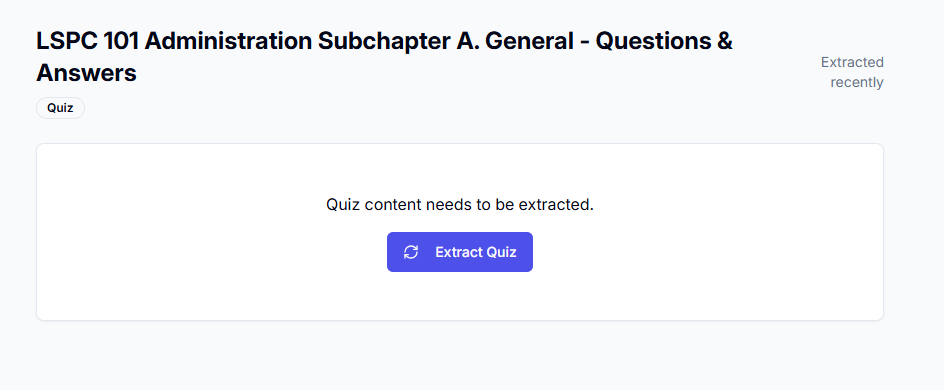 LSPC 101 Administration Subchapter A. General - Questions &
Answers
Extracted
recently
Quiz
Quiz content needs to be extracted.
Extract Quiz